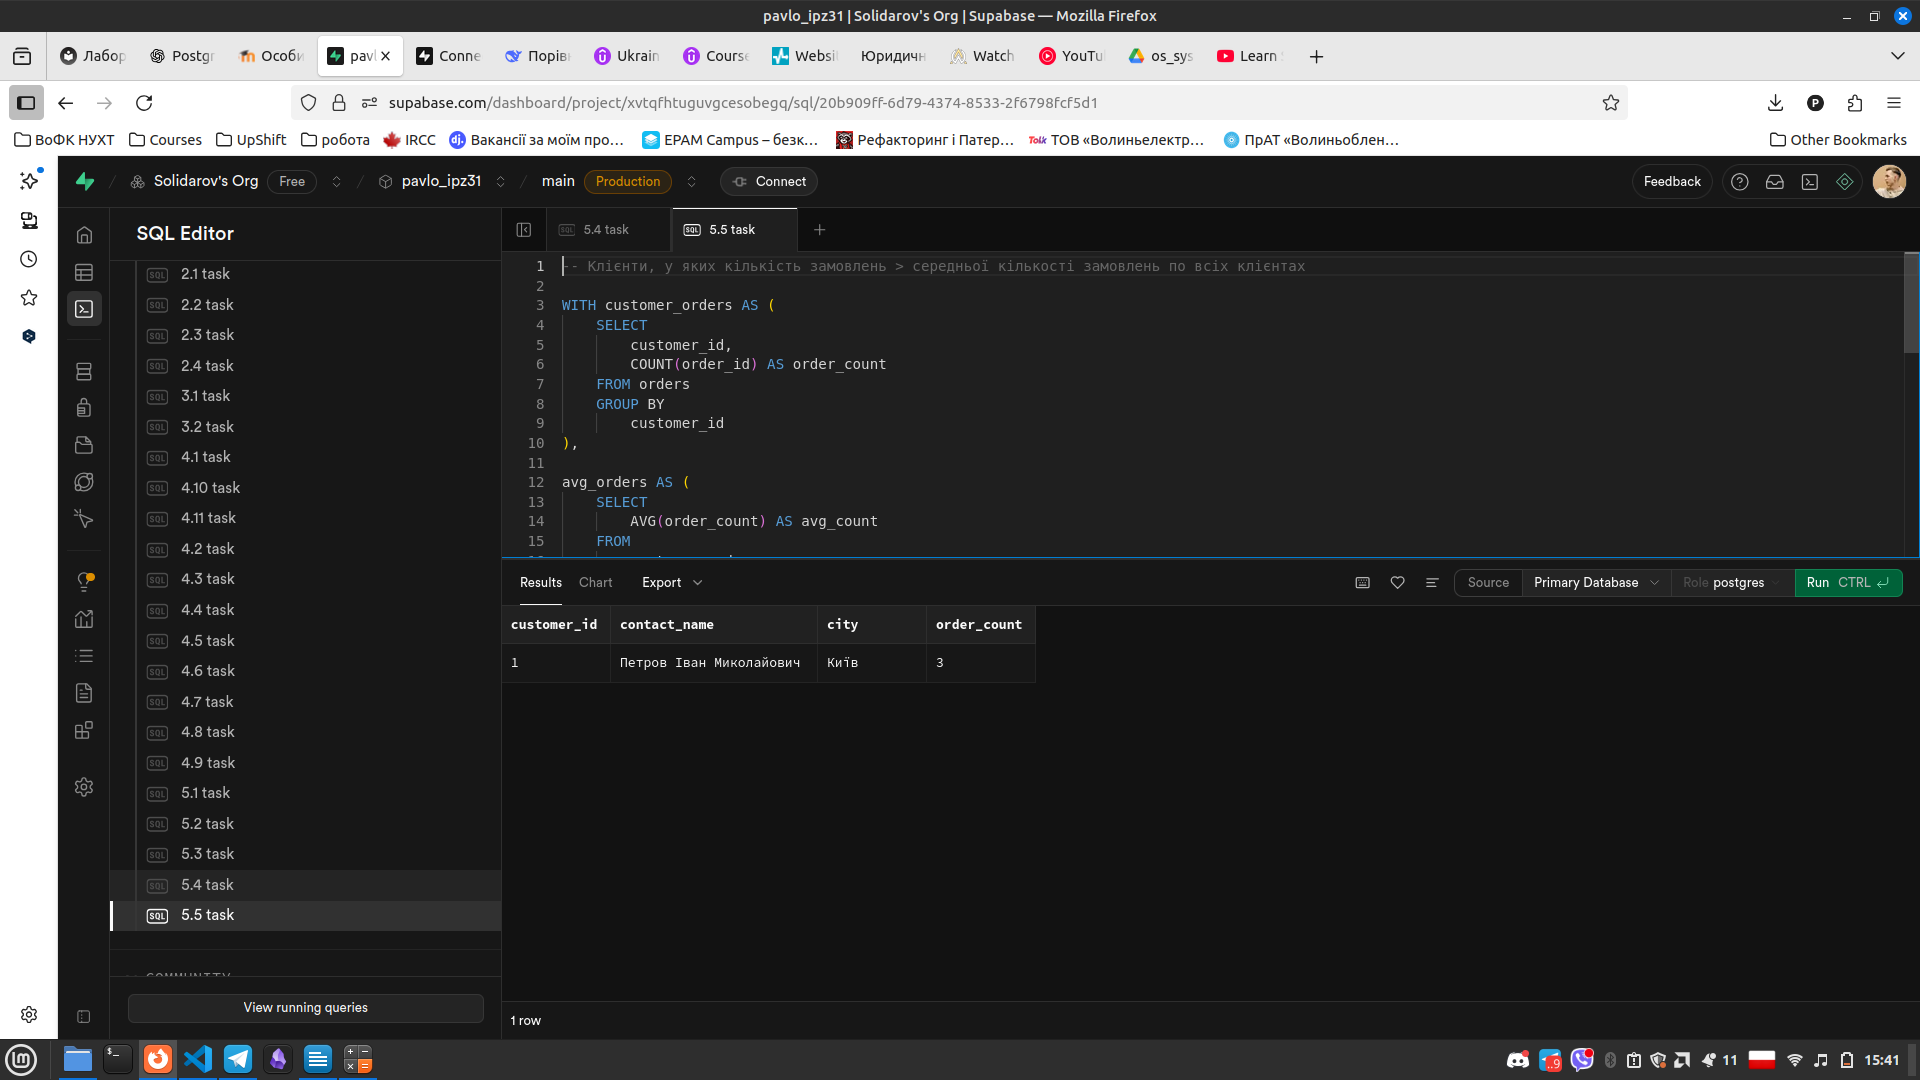 pavlo_ipz31 | Solidarov's Org | Supabase — Mozilla Firefox
Лабор
Postgr
Особи
pavl
Conne
Порів
Ukrain
Course
Websi
Юридичн
Watch
YouTu
os_sys
Learn
supabase.com/dashboard/project/xvtqfhtuguvgcesobegq/sql/20b909ff-6d79-4374-8533-2f6798fcf5d1
ВоФК НУХТ
Courses
UpShift
робота
IRCC
Вакансії за моїм про…
EPAM Campus – безк…
Рефакторинг і Патер…
ТОВ «Волиньелектр…
ПрАТ «Волиньоблен…
Other Bookmarks
Solidarov's Org Free / pavlo_ipz31 / main Production Connect
Feedback
SQL Editor
5.4 task
5.5 task
2.1 task
2.2 task
2.3 task
2.4 task
3.1 task
3.2 task
4.1 task
4.10 task
4.11 task
4.2 task
4.3 task
4.4 task
4.5 task
4.6 task
4.7 task
4.8 task
4.9 task
5.1 task
5.2 task
5.3 task
5.4 task
5.5 task
View running queries
1 -- Клієнти, у яких кількість замовлень > середньої кількості замовлень по всіх клієнтах
2
3 WITH customer_orders AS (
4 SELECT
5 customer_id,
6 COUNT(order_id) AS order_count
7 FROM orders
8 GROUP BY
9 customer_id
10 ),
11
12 avg_orders AS (
13 SELECT
14 AVG(order_count) AS avg_count
15 FROM
Results Chart Export
Source Primary Database Role postgres Run CTRL
customer_id contact_name city order_count
1 Петров Іван Миколайович Київ 3
1 row
11
15:41